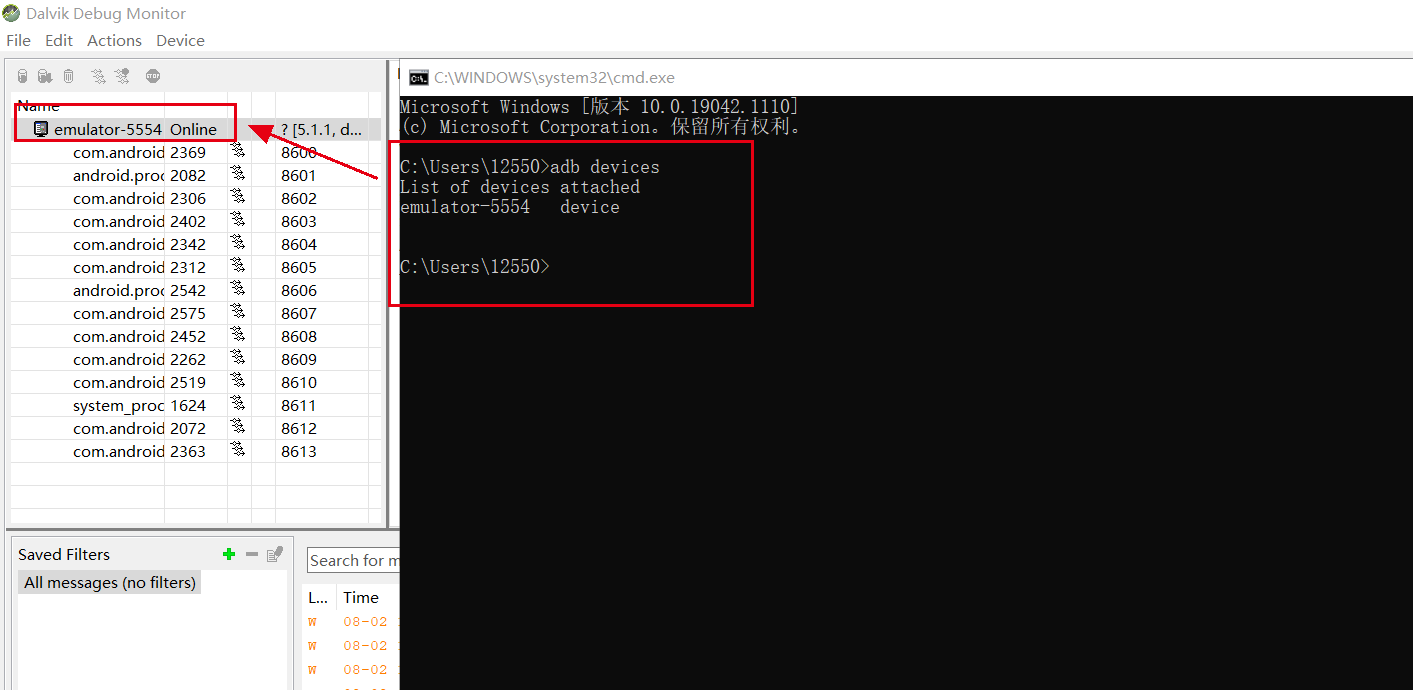 Dalvik Debug Monitor
File Edit Actions Device
C:\WINDOWS\system32\cmd.exe
Name
emulator-5554 Online ? [5.1.1, d...
com.android 2369 8600
android.proc 2082 8601
com.android 2306 8602
com.android 2402 8603
com.android 2342 8604
com.android 2312 8605
android.proc 2542 8606
com.android 2575 8607
com.android 2452 8608
com.android 2262 8609
com.android 2519 8610
system_proc 1624 8611
com.android 2072 8612
com.android 2363 8613
Microsoft Windows [版本 10.0.19042.1110]
(c) Microsoft Corporation。保留所有权利。
C:\Users\12550>adb devices
List of devices attached
emulator-5554 device
C:\Users\12550>
Saved Filters
All messages (no filters)
Search for m
L... Time
W 08-02
W 08-02
W 08-02